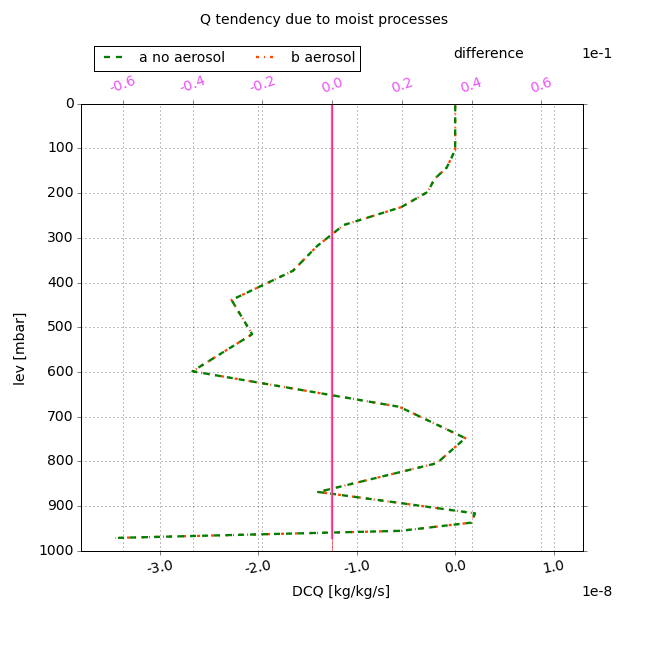 Q tendency due to moist processes
a no aerosol b aerosol difference 1e-1
-0.6 -0.4 -0.2 0.0 0.2 0.4 0.6
0
100
200
300
400
500
600
700
800
900
1000
lev [mbar]
-3.0 -2.0 -1.0 0.0 1.0
DCQ [kg/kg/s] 1e-8